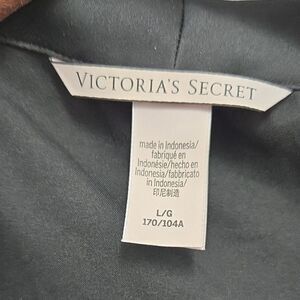 VICTORIA'S SECRET
made in Indonesia/
fabriqué en
Indonésie/hecho en
Indonesia/fabbricato
in Indonesia/
印尼制造
L/G
170/104A